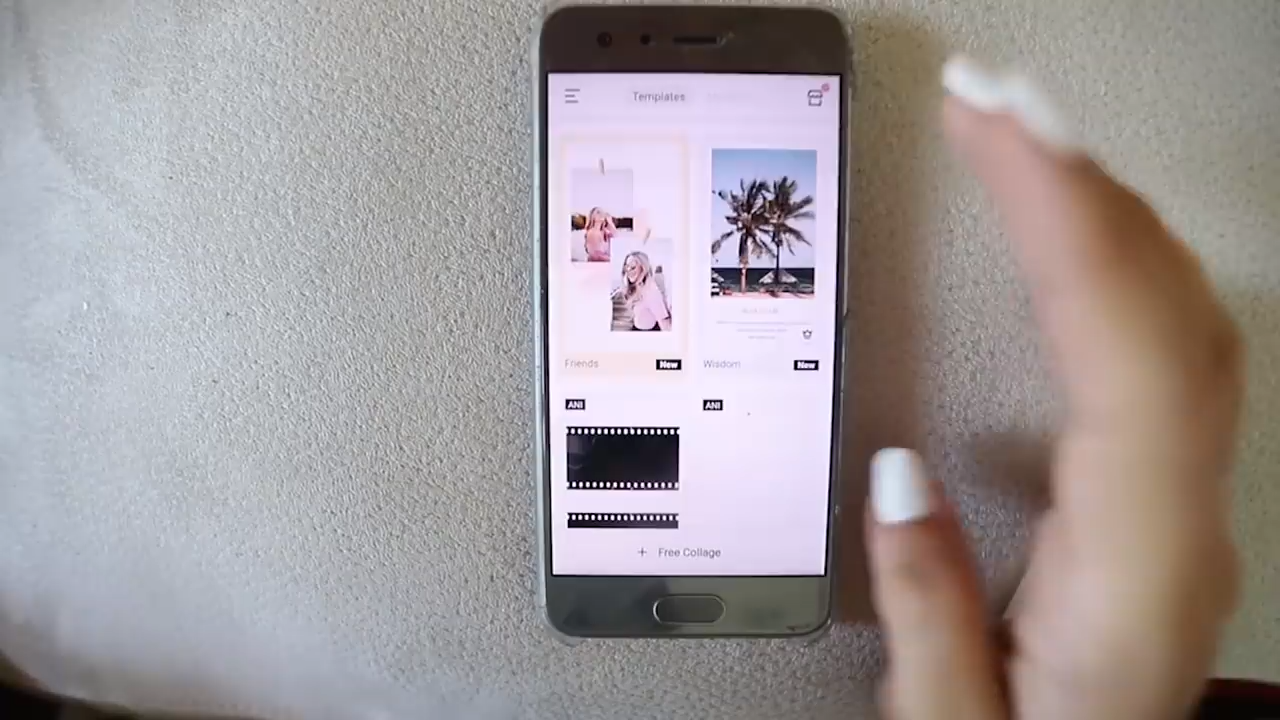 Templates
Friends
New
Wisdom
New
ANI
ANI
+ Free Collage